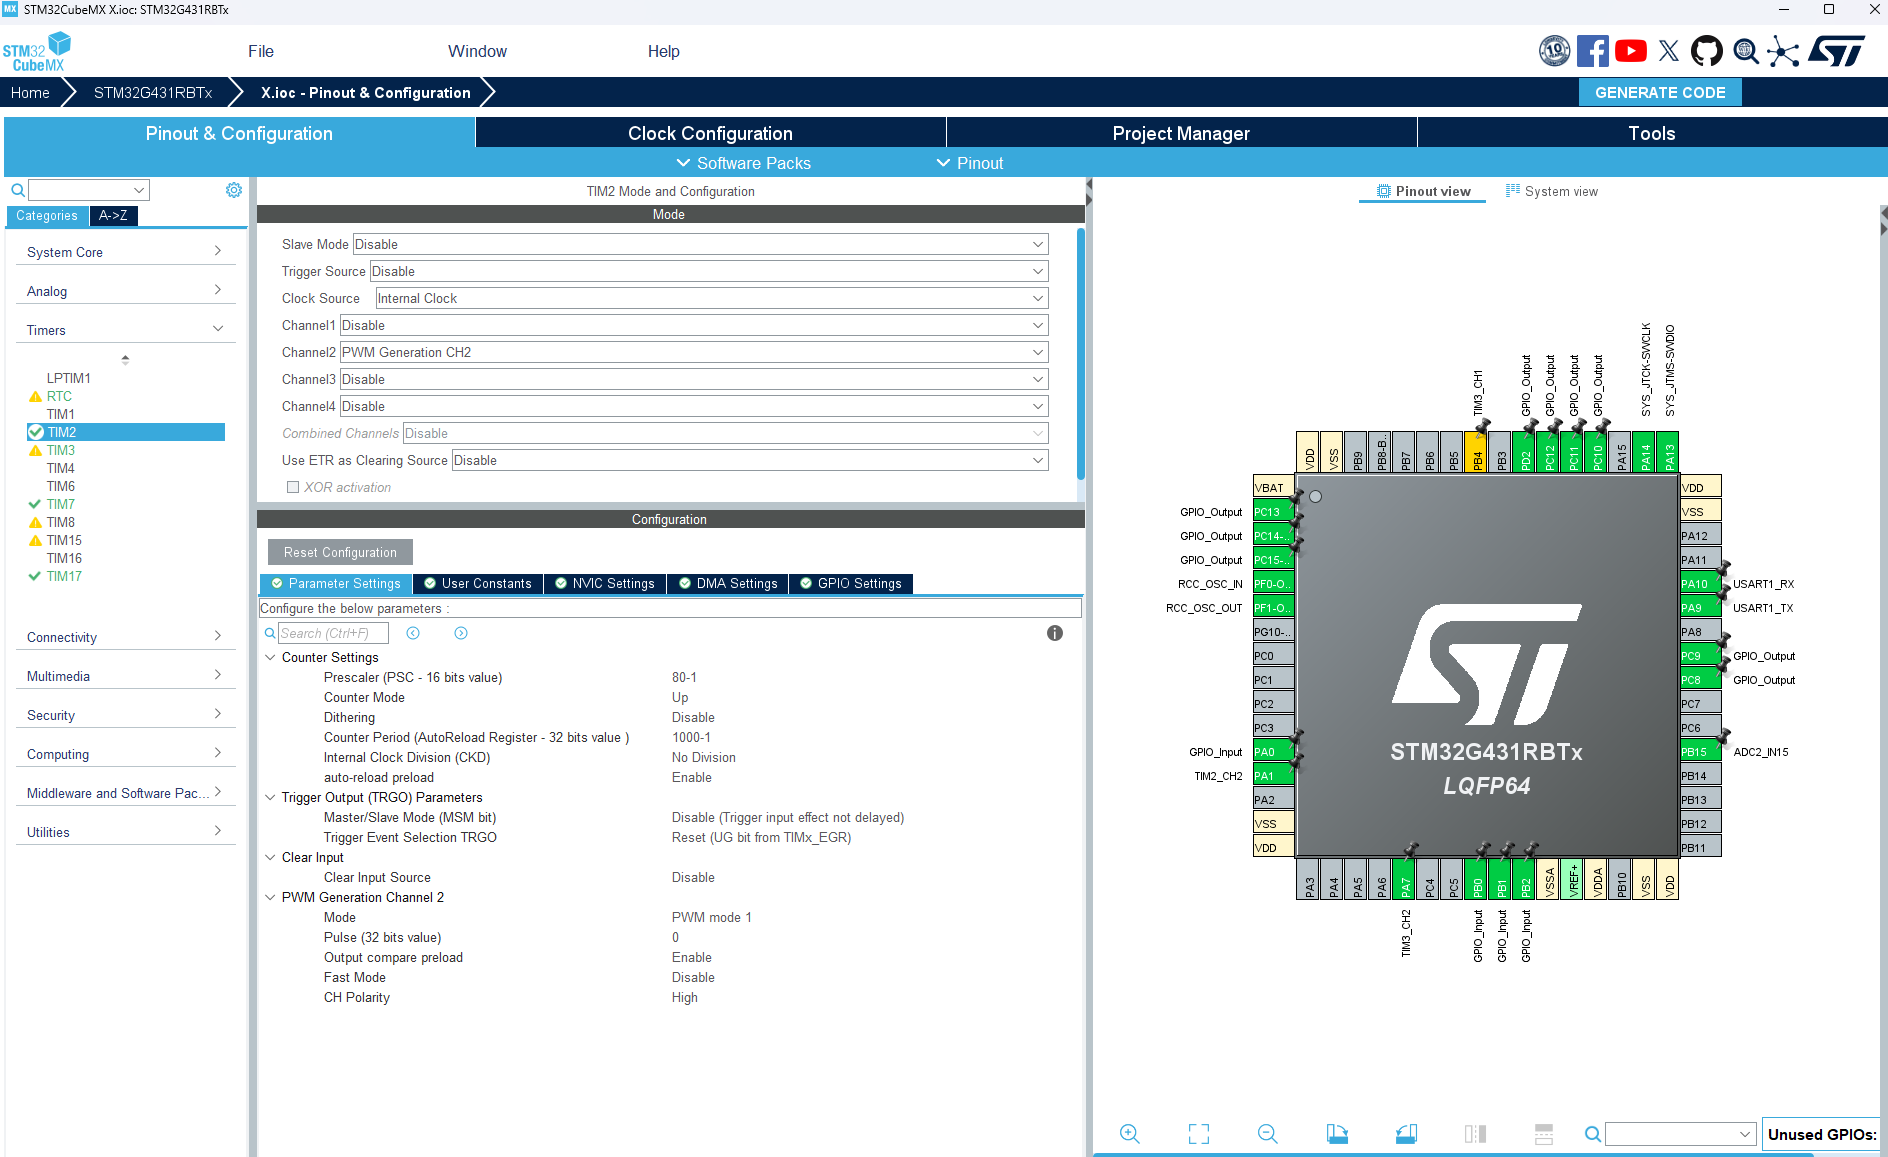 STM32CubeMX X.ioc: STM32G431RBTx
STM32 CubeMX
File
Window
Help
Home
STM32G431RBTx
X.ioc - Pinout & Configuration
GENERATE CODE
Pinout & Configuration
Clock Configuration
Project Manager
Tools
Software Packs
Pinout
Categories
A->Z
System Core
Analog
Timers
LPTIM1
RTC
TIM1
TIM2
TIM3
TIM4
TIM6
TIM7
TIM8
TIM15
TIM16
TIM17
Connectivity
Multimedia
Security
Computing
Middleware and Software Pac...
Utilities
TIM2 Mode and Configuration
Mode
Slave Mode Disable
Trigger Source Disable
Clock Source Internal Clock
Channel1 Disable
Channel2 PWM Generation CH2
Channel3 Disable
Channel4 Disable
Combined Channels Disable
Use ETR as Clearing Source Disable
XOR activation
Configuration
Reset Configuration
Parameter Settings
User Constants
NVIC Settings
DMA Settings
GPIO Settings
Configure the below parameters :
Search (Ctrl+F)
Counter Settings
Prescaler (PSC - 16 bits value) 80-1
Counter Mode Up
Dithering Disable
Counter Period (AutoReload Register - 32 bits value ) 1000-1
Internal Clock Division (CKD) No Division
auto-reload preload Enable
Trigger Output (TRGO) Parameters
Master/Slave Mode (MSM bit) Disable (Trigger input effect not delayed)
Trigger Event Selection TRGO Reset (UG bit from TIMx_EGR)
Clear Input
Clear Input Source Disable
PWM Generation Channel 2
Mode PWM mode 1
Pulse (32 bits value) 0
Output compare preload Enable
Fast Mode Disable
CH Polarity High
Pinout view
System view
TIM3_CH1
GPIO_Output
GPIO_Output
GPIO_Output
GPIO_Output
SYS_JTCK-SWCLK
SYS_JTMS-SWDIO
VDD
VSS
PB9
PB8-B..
PB7
PB6
PB5
PB4
PB3
PD2
PC12
PC11
PC10
PA15
PA14
PA13
VBAT
GPIO_Output PC13
GPIO_Output PC14-..
GPIO_Output PC15-..
RCC_OSC_IN PF0-O..
RCC_OSC_OUT PF1-O..
PG10-..
PC0
PC1
PC2
PC3
GPIO_Input PA0
TIM2_CH2 PA1
PA2
VSS
VDD
STM32G431RBTx
LQFP64
VDD
VSS
PA12
PA11
PA10 USART1_RX
PA9 USART1_TX
PA8
PC9 GPIO_Output
PC8 GPIO_Output
PC7
PC6
PB15 ADC2_IN15
PB14
PB13
PB12
PB11
PA3
PA4
PA5
PA6
PA7
PC4
PC5
PB0
PB1
PB2
VSSA
VREF+
VDDA
PB10
VSS
VDD
TIM3_CH2
GPIO_Input
GPIO_Input
GPIO_Input
Unused GPIOs: